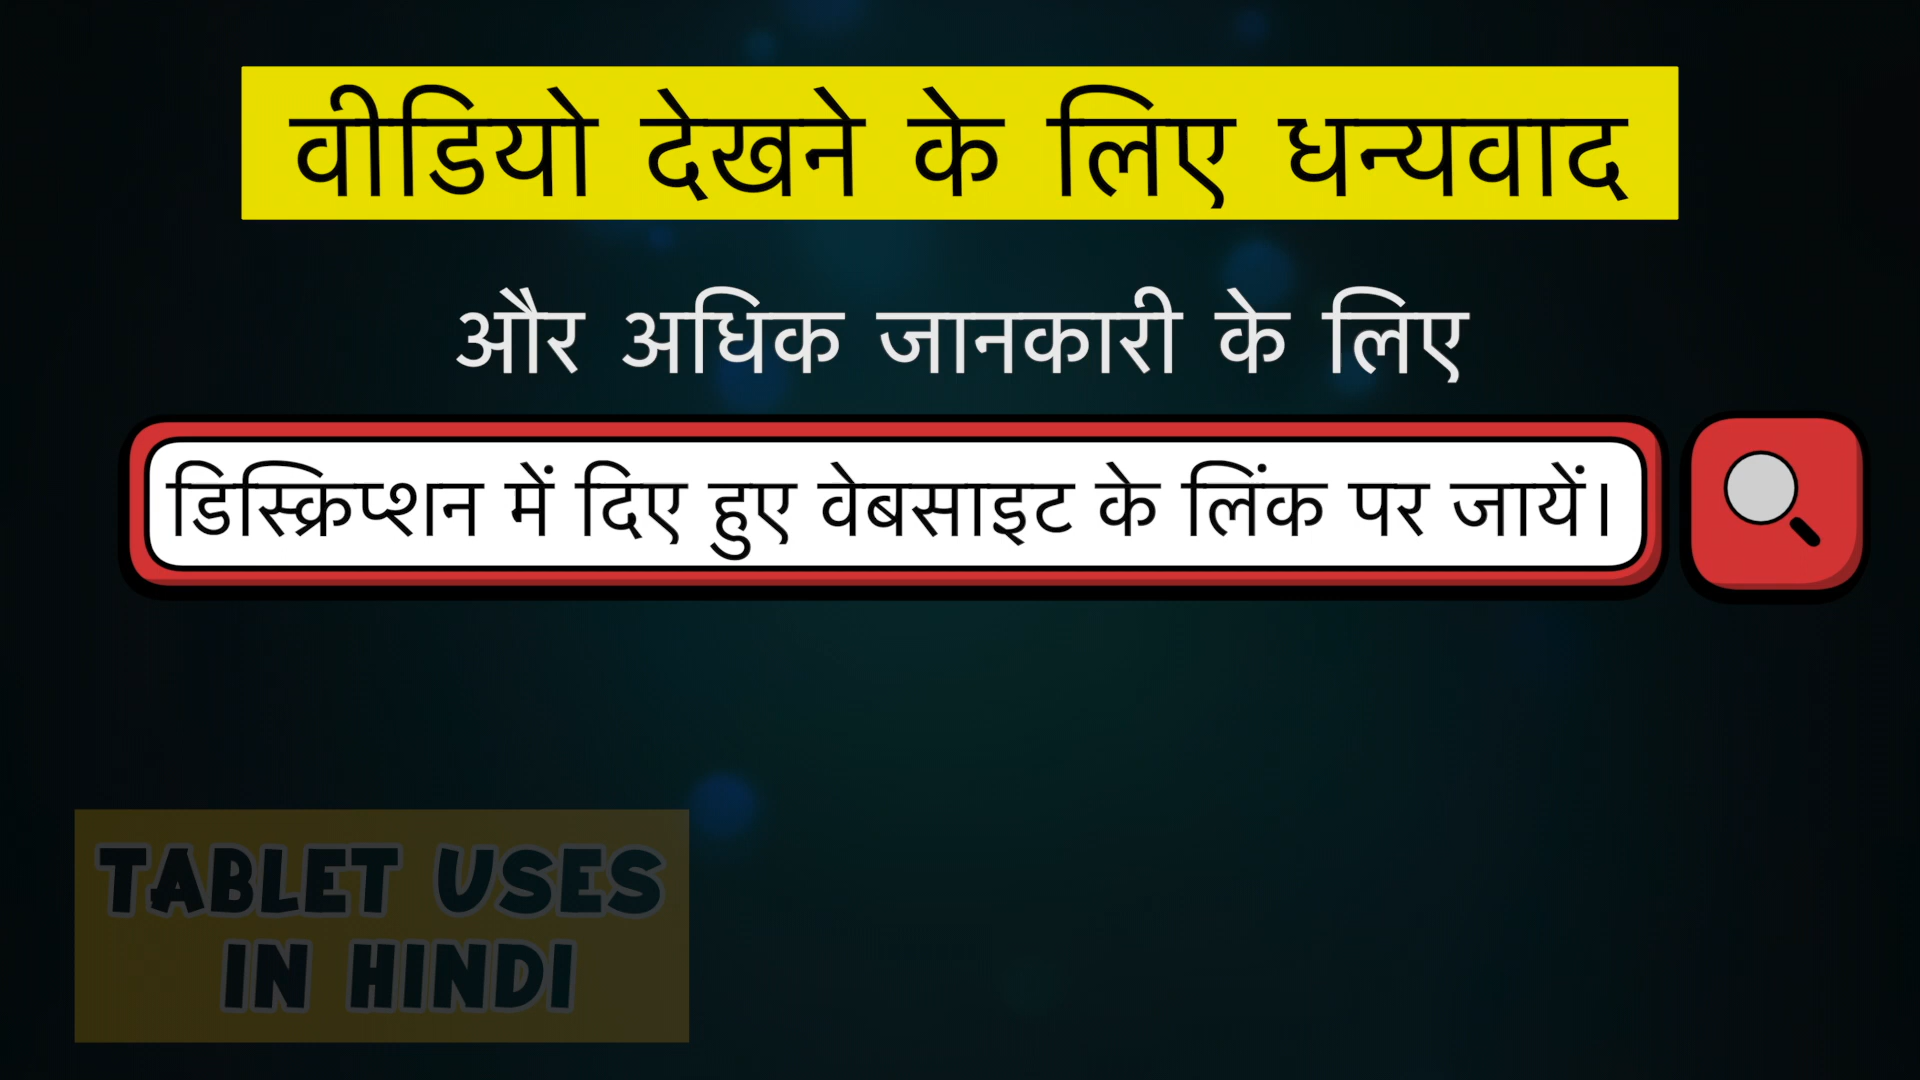 वीडियो देखने के लिए धन्यवाद
और अधिक जानकारी के लिए
डिस्क्रिप्शन में दिए हुए वेबसाइट के लिंक पर जायें।
TABLET USES
IN HINDI